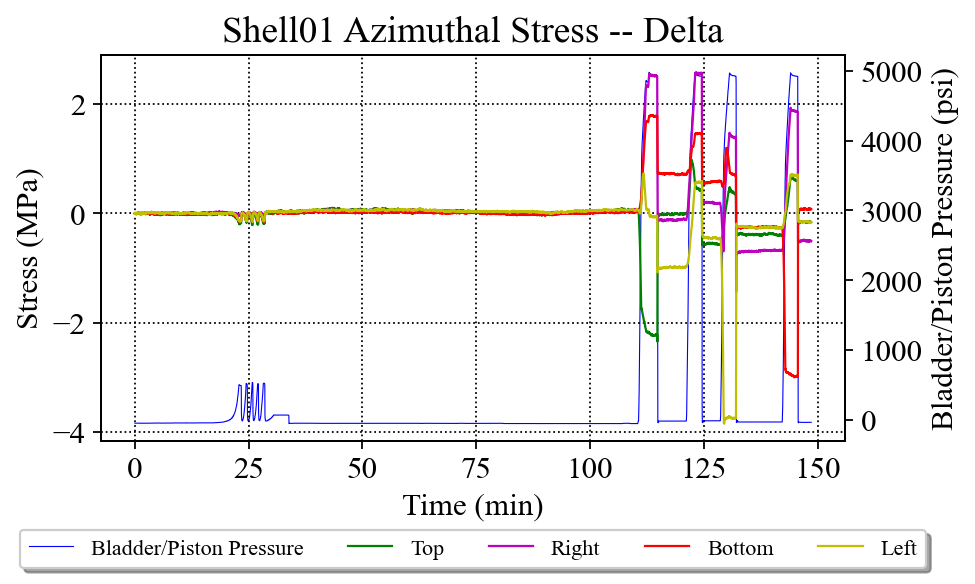 Shell01 Azimuthal Stress -- Delta
Stress (MPa)
2
0
−2
−4
5000
4000
3000
2000
1000
0
Bladder/Piston Pressure (psi)
0 25 50 75 100 125 150
Time (min)
Bladder/Piston Pressure Top Right Bottom Left